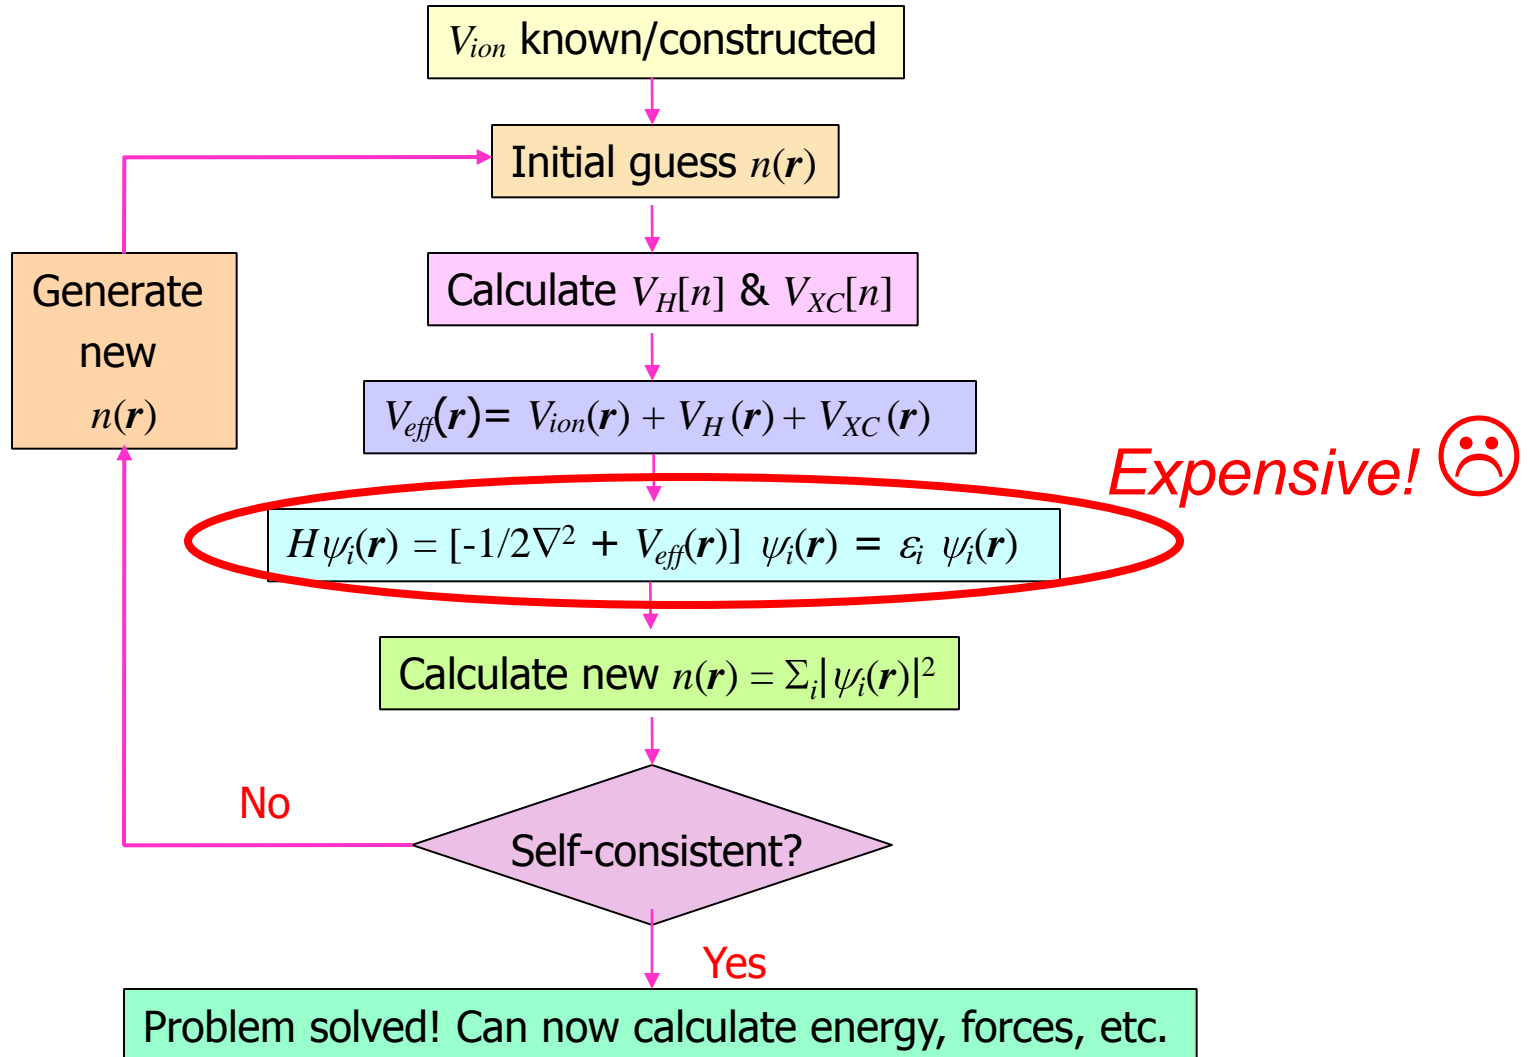 V_ion known/constructed
Initial guess n(r)
Generate
new
n(r)
Calculate V_H[n] & V_XC[n]
V_eff(r)= V_ion(r) + V_H (r) + V_XC (r)
Expensive!
Hψ_i(r) = [-1/2∇² + V_eff(r)] ψ_i(r) = ε_i ψ_i(r)
Calculate new n(r) = Σ_i|ψ_i(r)|²
No
Self-consistent?
Yes
Problem solved! Can now calculate energy, forces, etc.